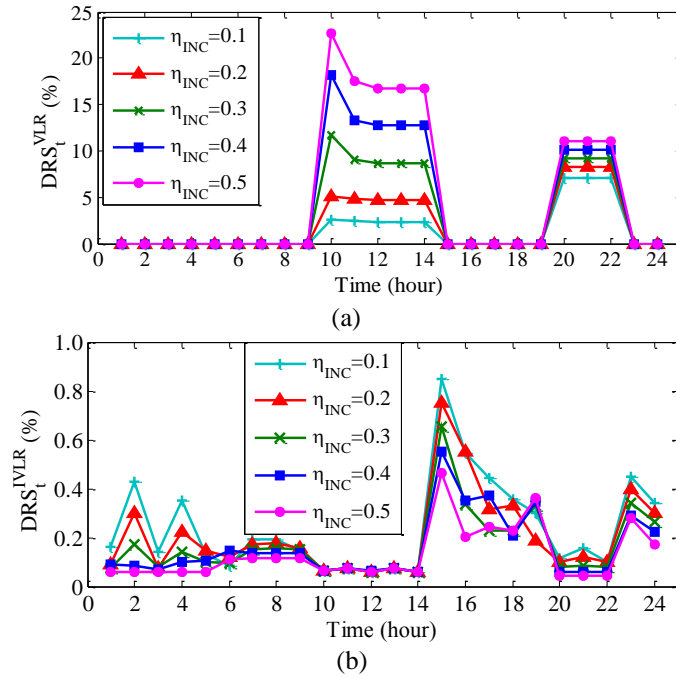 25
20
15
10
5
0
DRS_t^VLR (%)
η_INC=0.1
η_INC=0.2
η_INC=0.3
η_INC=0.4
η_INC=0.5
0 2 4 6 8 10 12 14 16 18 20 22 24
Time (hour)
(a)
1.0
0.8
0.6
0.4
0.2
0
DRS_t^IVLR (%)
η_INC=0.1
η_INC=0.2
η_INC=0.3
η_INC=0.4
η_INC=0.5
0 2 4 6 8 10 12 14 16 18 20 22 24
Time (hour)
(b)